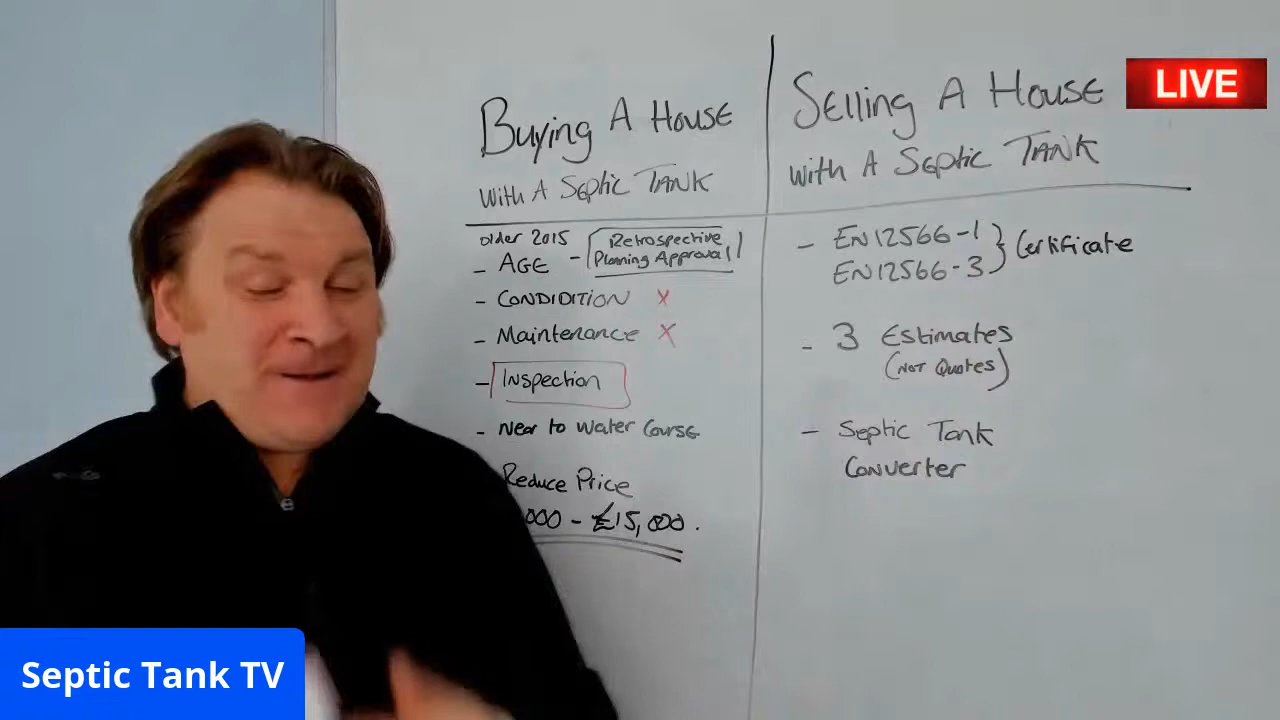 LIVE
Buying A House
With A Septic TANK
older 2015
- AGE - Retrospective
Planning Approval
- CONDIDITION X
- Maintenance X
- Inspection
- Near to Water Course
Reduce Price
000 - £15,000.
Selling A House
with A Septic TANK
- EN12566-1
EN12566-3 } Certificate
- 3 Estimates
(NOT Quotes)
- Septic Tank
Converter
Septic Tank TV